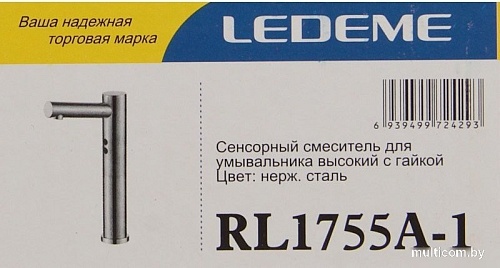 Ваша надежная
торговая марка
LEDEME
6 939499 724293
Сенсорный смеситель для
умывальника высокий с гайкой
Цвет: нерж. сталь
RL1755A-1
multicom.by